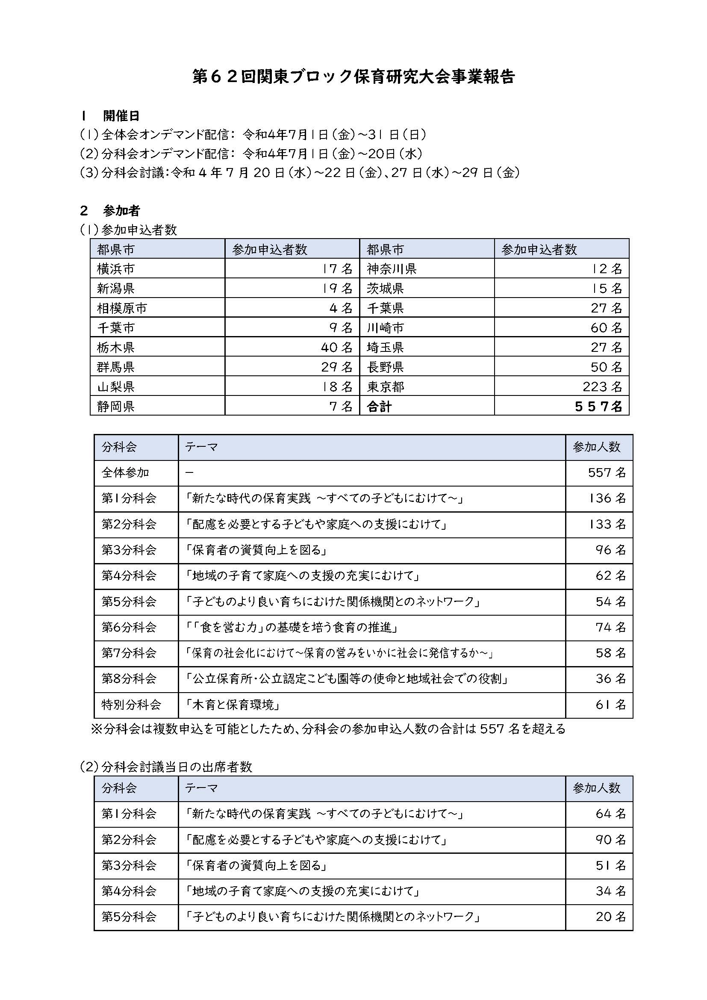 第６２回関東ブロック保育研究大会事業報告
１　開催日
（１）全体会オンデマンド配信：　令和４年７月１日（金）～31 日（日）
（２）分科会オンデマンド配信：　令和４年７月１日（金）～20日（水）
（３）分科会討議：令和 4 年 7 月 20 日（水）～22 日（金）、27 日（水）～29 日（金）
２　参加者
（１）参加申込者数
都県市 参加申込者数 都県市 参加申込者数
横浜市 17 名 神奈川県 12 名
新潟県 19 名 茨城県 15 名
相模原市 4 名 千葉県 27 名
千葉市 9 名 川崎市 60 名
栃木県 40 名 埼玉県 27 名
群馬県 29 名 長野県 50 名
山梨県 18 名 東京都 223 名
静岡県 7 名 合計 ５５７名
分科会 テーマ 参加人数
全体参加 － 557 名
第１分科会 「新たな時代の保育実践 ～すべての子どもにむけて～」 136 名
第２分科会 「配慮を必要とする子どもや家庭への支援にむけて」 133 名
第３分科会 「保育者の資質向上を図る」 96 名
第４分科会 「地域の子育て家庭への支援の充実にむけて」 62 名
第５分科会 「子どものより良い育ちにむけた関係機関とのネットワーク」 54 名
第６分科会 「「食を営む力」の基礎を培う食育の推進」 74 名
第７分科会 「保育の社会化にむけて～保育の営みをいかに社会に発信するか～」 58 名
第８分科会 「公立保育所・公立認定こども園等の使命と地域社会での役割」 36 名
特別分科会 「木育と保育環境」 61 名
※分科会は複数申込を可能としたため、分科会の参加申込人数の合計は 557 名を超える
（２）分科会討議当日の出席者数
分科会 テーマ 参加人数
第１分科会 「新たな時代の保育実践 ～すべての子どもにむけて～」 64 名
第２分科会 「配慮を必要とする子どもや家庭への支援にむけて」 90 名
第３分科会 「保育者の資質向上を図る」 51 名
第４分科会 「地域の子育て家庭への支援の充実にむけて」 34 名
第５分科会 「子どものより良い育ちにむけた関係機関とのネットワーク」 20 名